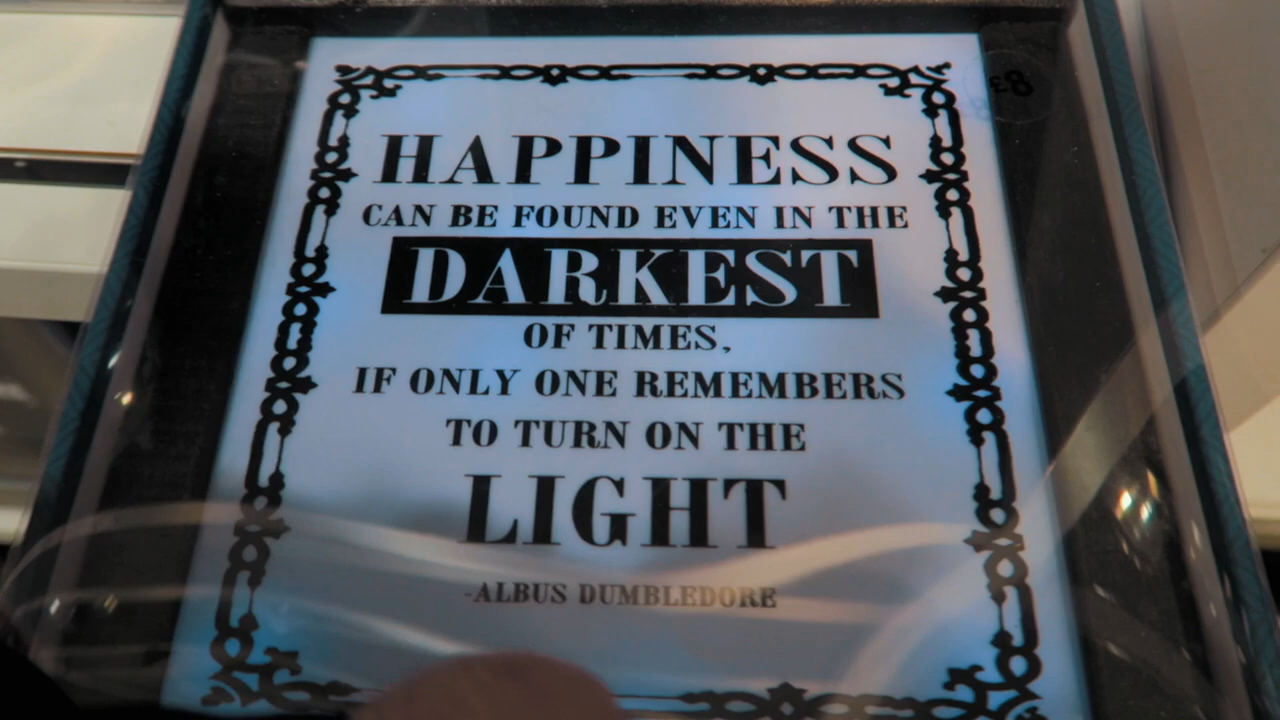 £8
HAPPINESS
CAN BE FOUND EVEN IN THE
DARKEST
OF TIMES,
IF ONLY ONE REMEMBERS
TO TURN ON THE
LIGHT
-ALBUS DUMBLEDORE